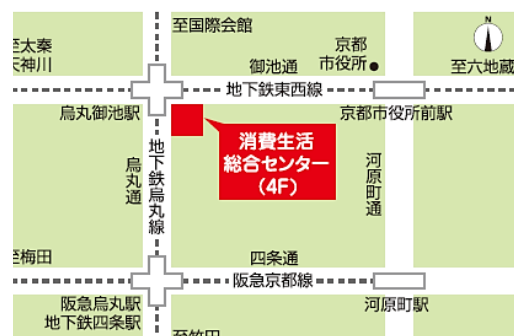 至国際会館
N
至太秦
天神川
京都
市役所
御池通
至六地蔵
地下鉄東西線
烏丸御池駅
京都市役所前駅
消費生活
総合センター
(4F)
地下鉄烏丸線
烏丸通
河原町通
至梅田
四条通
阪急京都線
阪急烏丸駅
地下鉄四条駅
河原町駅
至竹田